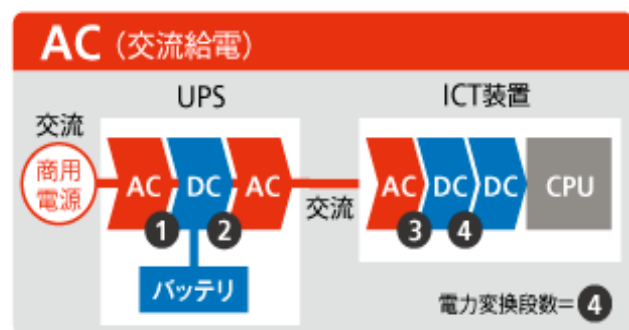 AC（交流給電）
UPS
ICT装置
交流
商用
電源
AC DC AC
交流
AC DC DC CPU
1 2
3 4
バッテリ
電力変換段数=4